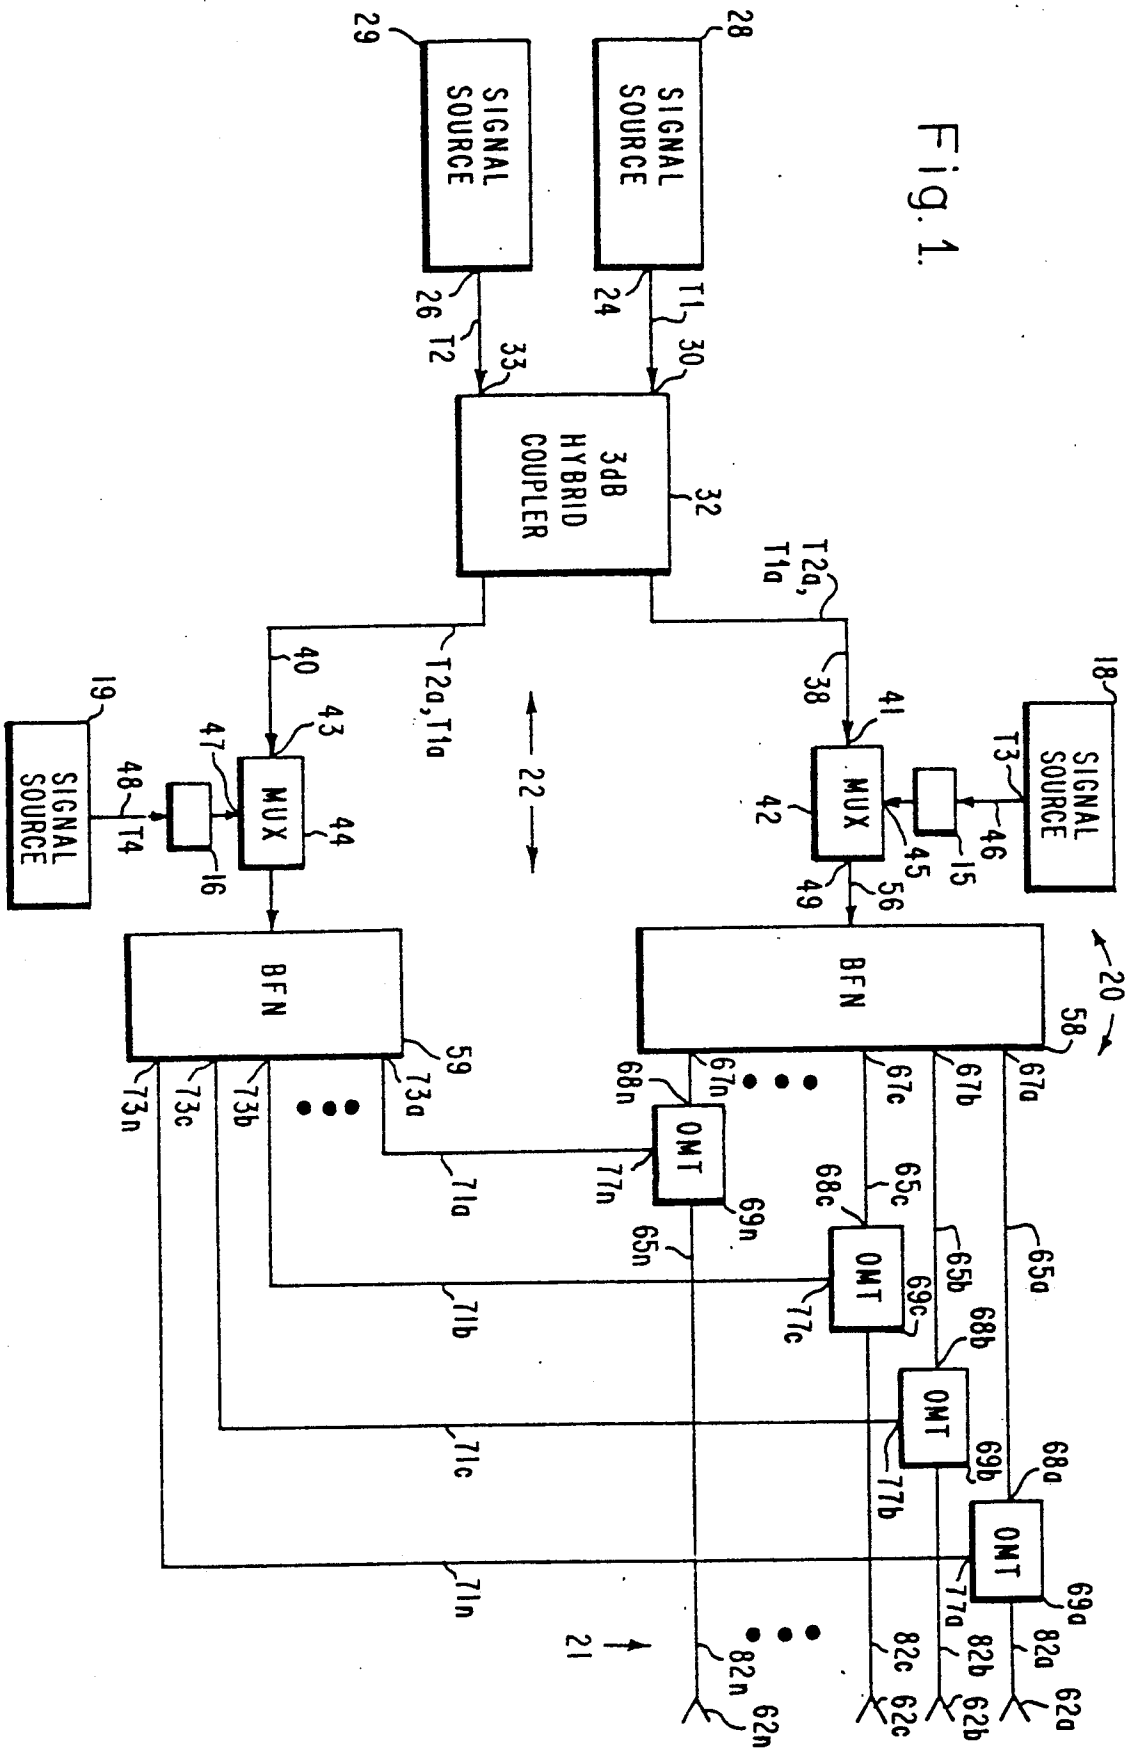 Fig. 1.
28
SIGNAL
SOURCE
24
T1
30
29
SIGNAL
SOURCE
26
T2
33
3dB
HYBRID
COUPLER
32
T2a,
T1a
38
41
MUX
42
18
SIGNAL
SOURCE
T3
46
15
45
49
56
22
T2a, T1a
40
43
MUX
44
47
16
48
T4
19
SIGNAL
SOURCE
20
BFN
58
67a
67b
67c
67n
BFN
59
73a
73b
73c
73n
65a
65b
65c
65n
68a
OMT
69a
77a
68b
OMT
69b
77b
68c
OMT
69c
77c
68n
OMT
69n
77n
71a
71b
71c
71n
82a
82b
82c
82n
62a
62b
62c
62n
21